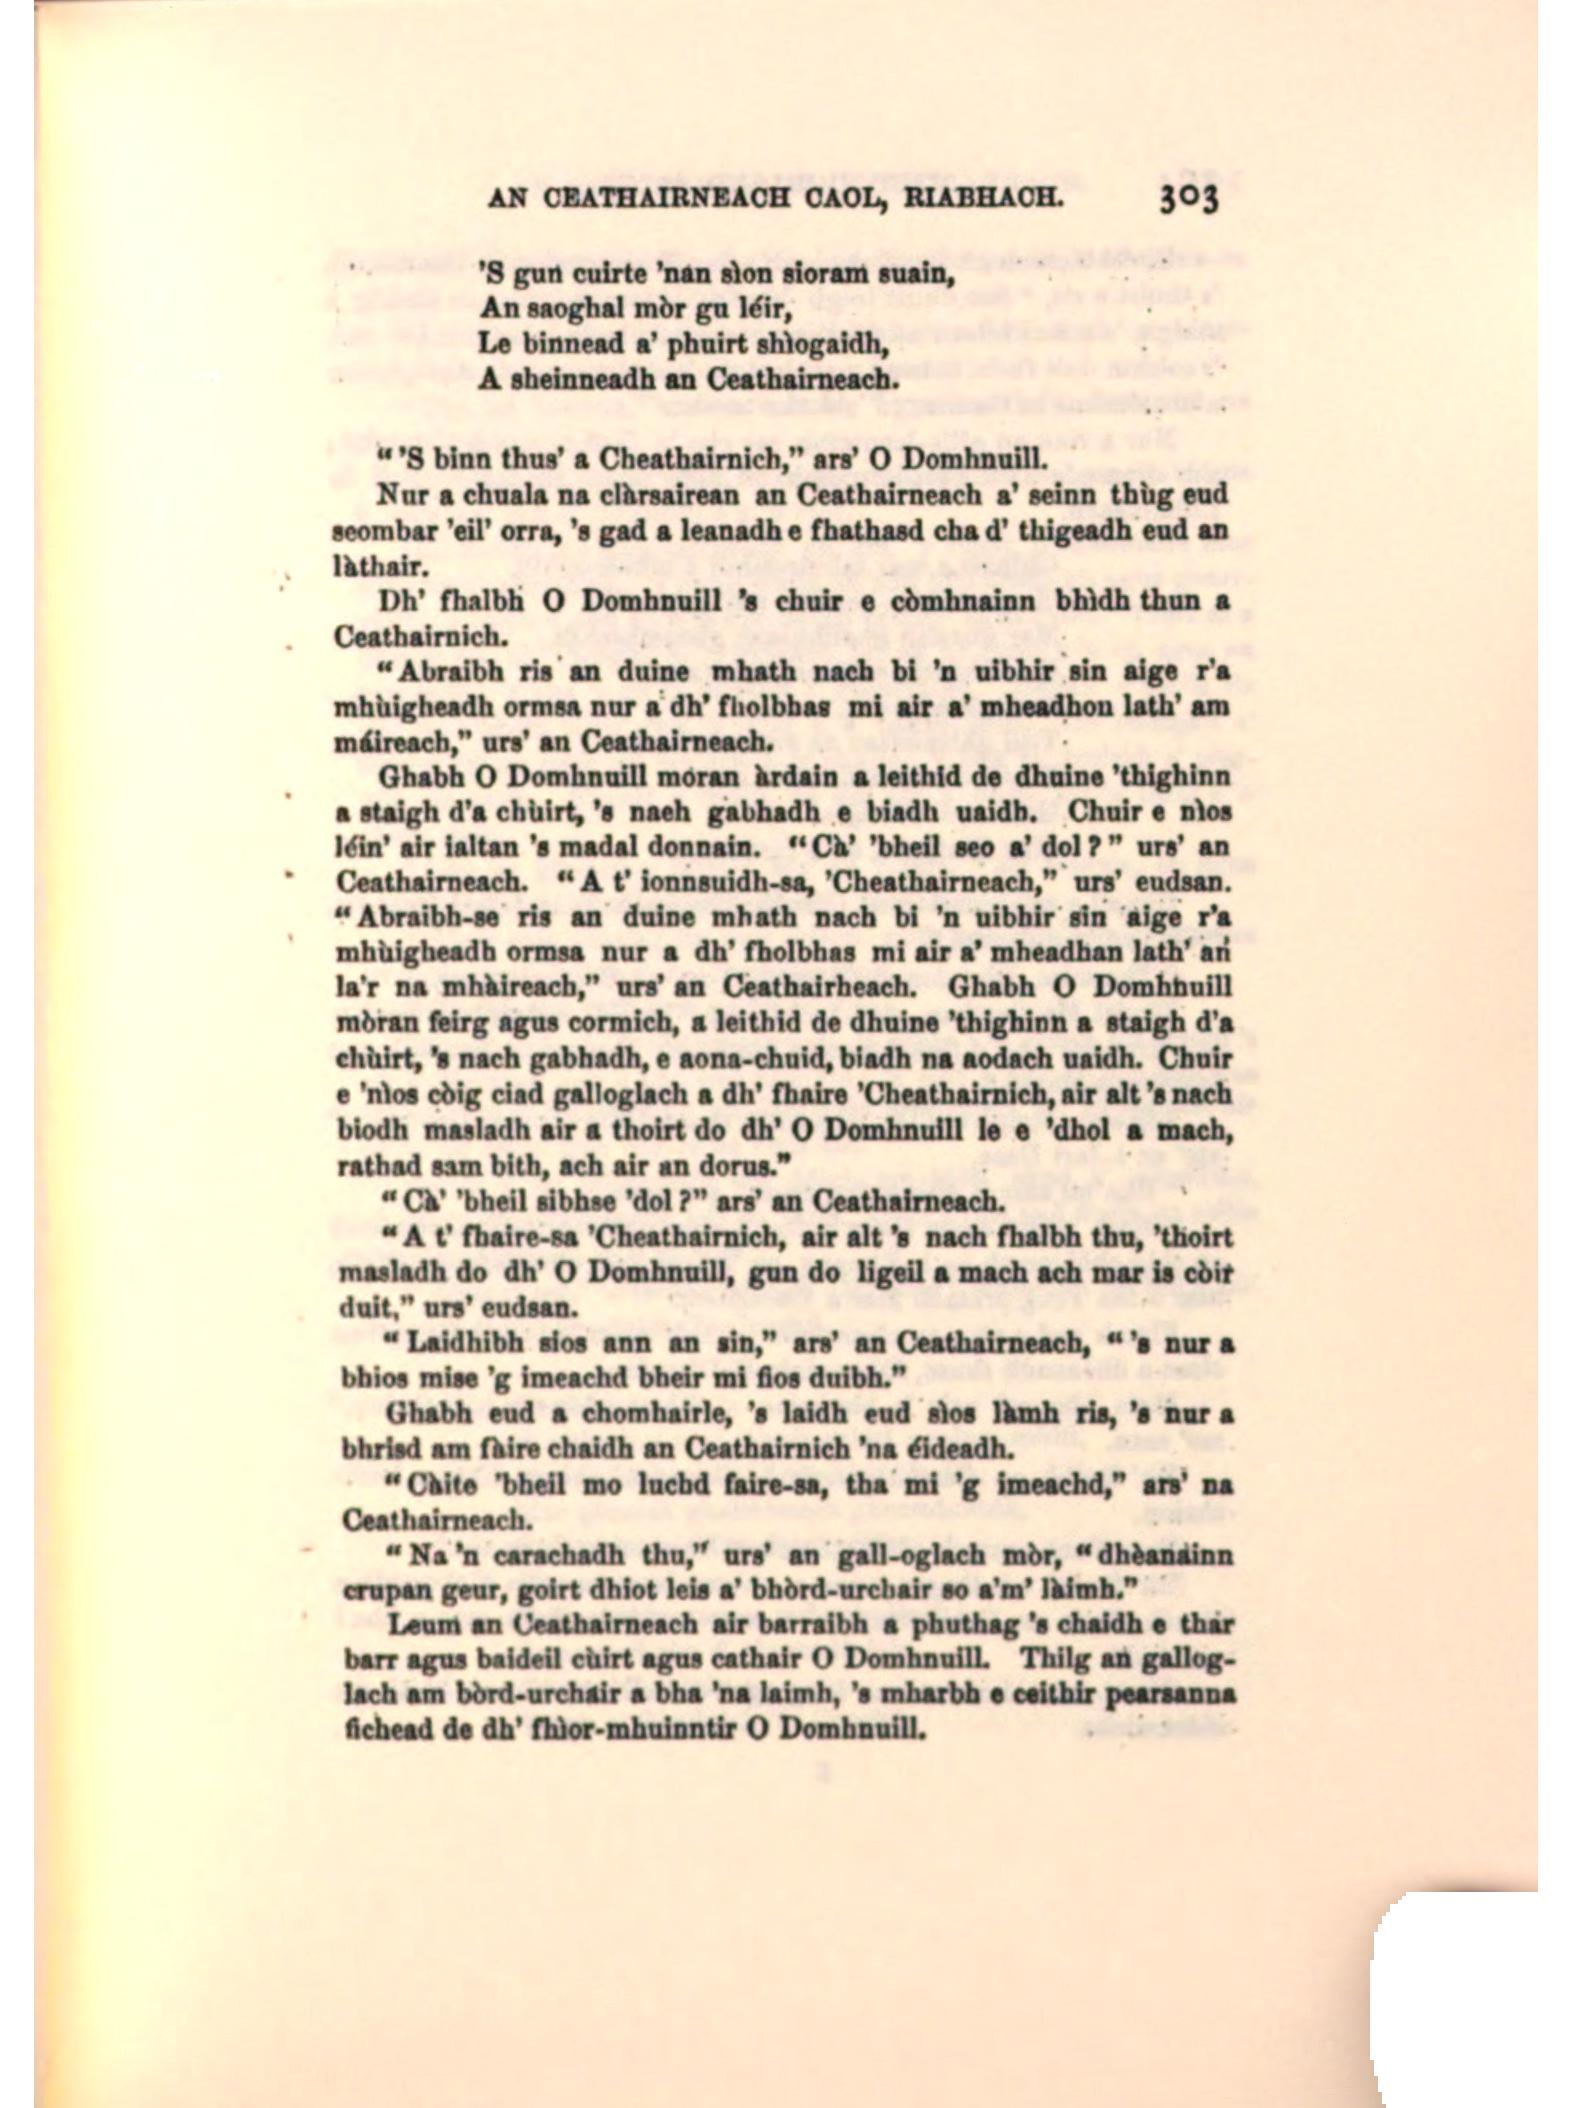 AN CEATHAIRNEACH CAOL, RIABHACH. 303
'S gun cuirte 'nan sìon sioram suain,
An saoghal mòr gu léir,
Le binnead a' phuirt shìogaidh,
A sheinneadh an Ceathairneach.
“'S binn thus' a Cheathairnich,” ars' O Domhnuill.
Nur a chuala na clàrsairean an Ceathairneach a' seinn thùg eud
seombar 'eil' orra, 's gad a leanadh e fhathasd cha d' thigeadh eud an
làthair.
Dh' fhalbh O Domhnuill 's chuir e còmhnainn bhìdh thun a
Ceathairnich.
“Abraibh ris an duine mhath nach bi 'n uibhir sin aige r'a
mhùigheadh ormsa nur a dh' fholbhas mi air a' mheadhon lath' am
máireach,” urs' an Ceathairneach.
Ghabh O Domhnuill moran àrdain a leithid de dhuine 'thighinn
a staigh d'a chùirt, 's naeh gabhadh e biadh uaidh. Chuir e nìos
léin' air ialtan 's madal donnain. “Cà' 'bheil seo a' dol?” urs' an
Ceathairneach. “A t' ionnsuidh-sa, 'Cheathairneach,” urs' eudsan.
“Abraibh-se ris an duine mhath nach bi 'n uibhir sin aige r'a
mhùigheadh ormsa nur a dh' fholbhas mi air a' mheadhan lath' an
la'r na mhàireach,” urs' an Ceathairheach. Ghabh O Domhnuill
mòran feirg agus cormich, a leithid de dhuine 'thighinn a staigh d'a
chùirt, 's nach gabhadh, e aona-chuid, biadh na aodach uaidh. Chuir
e 'nìos còig ciad galloglach a dh' fhaire 'Cheathairnich, air alt 's nach
biodh masladh air a thoirt do dh' O Domhnuill le e 'dhol a mach,
rathad sam bith, ach air an dorus.”
“Cà' 'bheil sibhse 'dol?” ars' an Ceathairneach.
“A t' fhaire-sa 'Cheathairnich, air alt 's nach fhalbh thu, 'thoirt
masladh do dh' O Domhnuill, gun do ligeil a mach ach mar is còir
duit,” urs' eudsan.
“Laidhibh sios ann an sin,” ars' an Ceathairneach, “'s nur a
bhios mise 'g imeachd bheir mi fios duibh.”
Ghabh eud a chomhairle, 's laidh eud sìos làmh ris, 's nur a
bhrisd am fàire chaidh an Ceathairnich 'na éideadh.
“Càite 'bheil mo luchd faire-sa, tha mi 'g imeachd,” ars' na
Ceathairneach.
“Na 'n carachadh thu,” urs' an gall-oglach mòr, “dhèanainn
crupan geur, goirt dhiot leis a' bhòrd-urchair so a'm' làimh.”
Leum an Ceathairneach air barraibh a phuthag 's chaidh e thar
barr agus baideil cùirt agus cathair O Domhnuill. Thilg an gallog-
lach am bòrd-urchair a bha 'na laimh, 's mharbh e ceithir pearsanna
fichead de dh' fhìor-mhuinntir O Domhnuill.